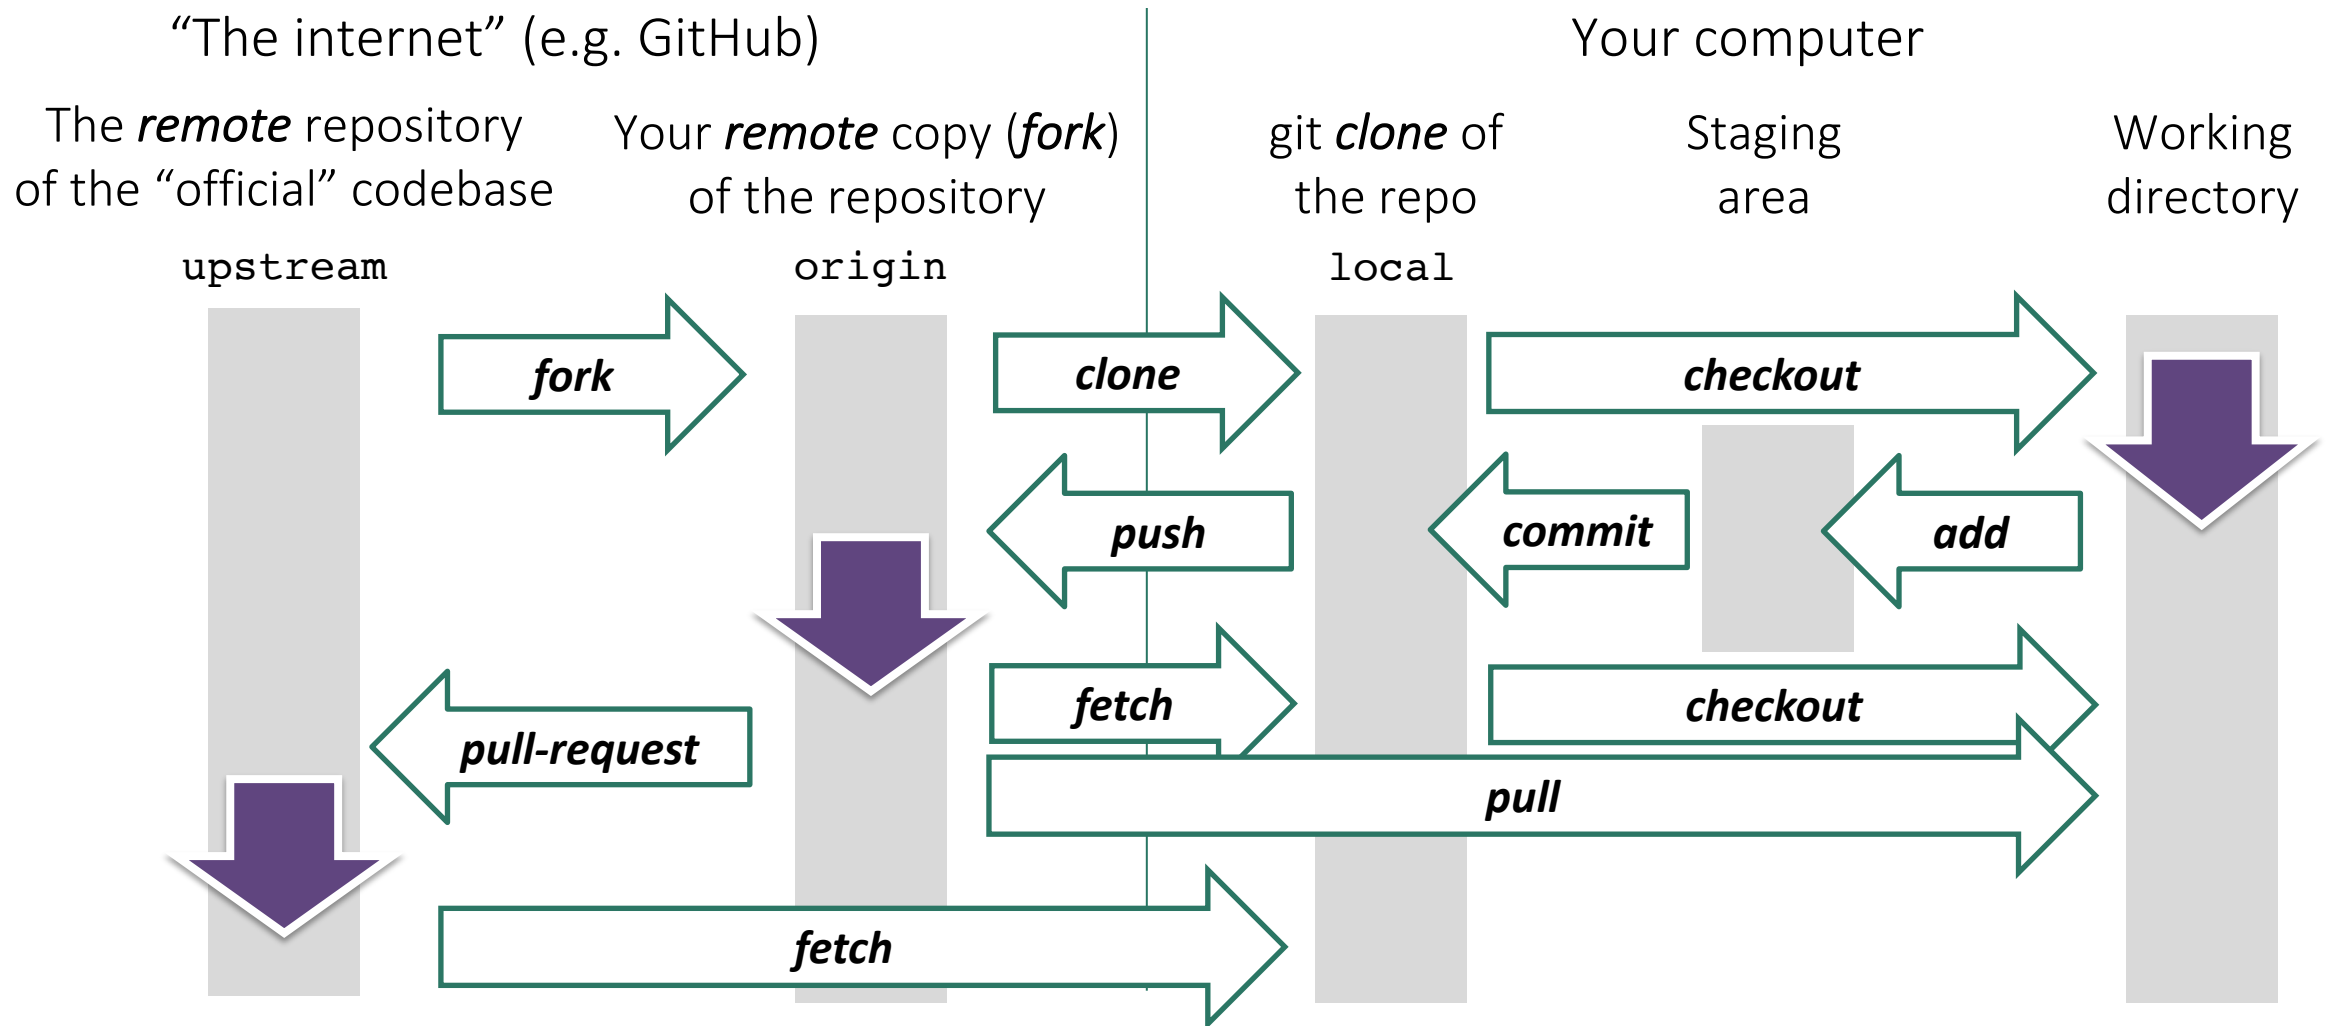 “The internet” (e.g. GitHub)
Your computer
The remote repository
of the “official” codebase
upstream
Your remote copy (fork)
of the repository
origin
git clone of
the repo
local
Staging
area
Working
directory
fork
clone
checkout
push
commit
add
fetch
checkout
pull-request
pull
fetch